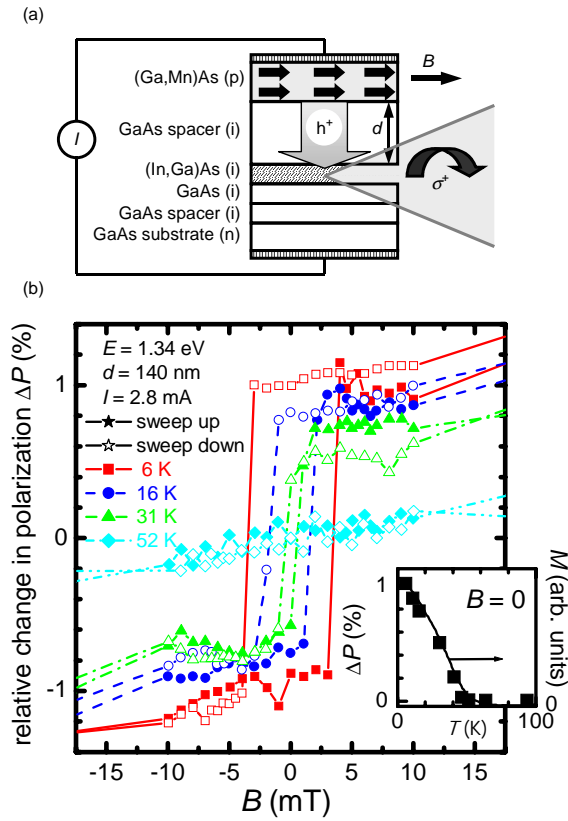 (a)
(Ga,Mn)As (p)
B
GaAs spacer (i)
h+
d
I
(In,Ga)As (i)
GaAs (i)
σ+
GaAs spacer (i)
GaAs substrate (n)
(b)
relative change in polarization ΔP (%)
E = 1.34 eV
d = 140 nm
I = 2.8 mA
sweep up
sweep down
6 K
16 K
31 K
52 K
1
0
-1
-15 -10 -5 0 5 10 15
B (mT)
ΔP (%)
1
0
B = 0
M (arb. units)
0
0 100
T (K)